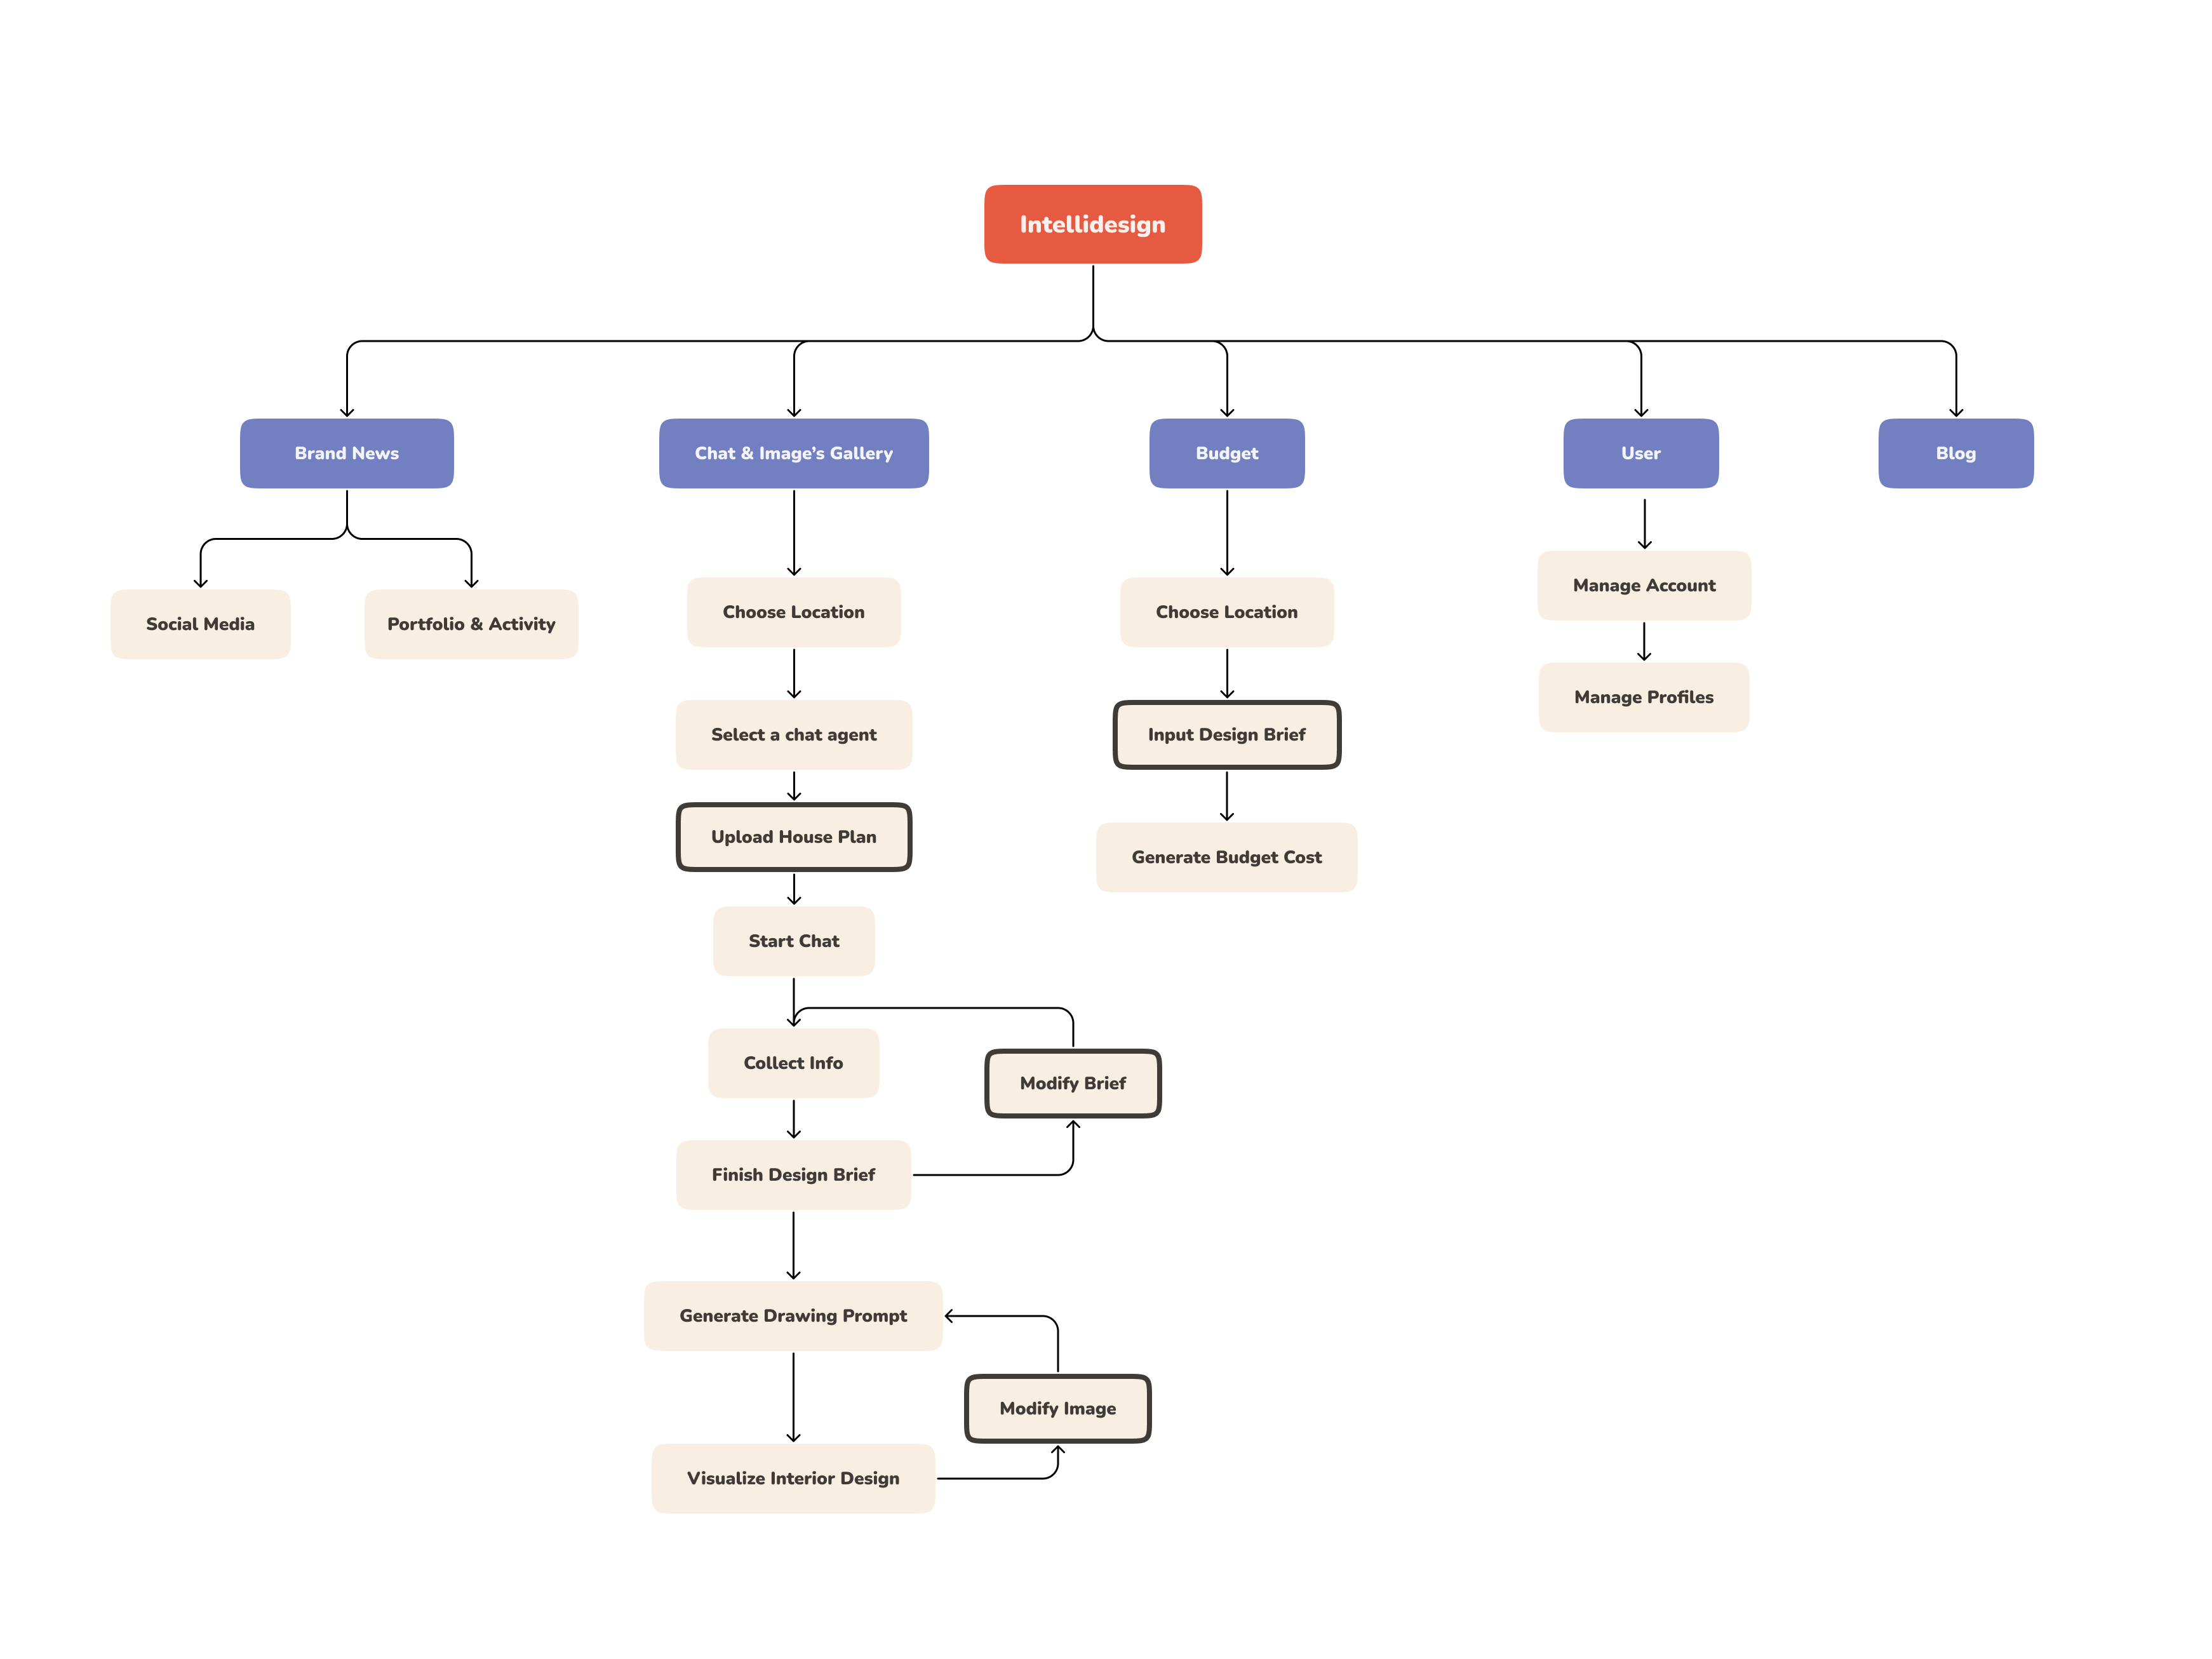 Intellidesign
Brand News
Chat & Image’s Gallery
Budget
User
Blog
Social Media
Portfolio & Activity
Choose Location
Select a chat agent
Upload House Plan
Start Chat
Collect Info
Modify Brief
Finish Design Brief
Generate Drawing Prompt
Modify Image
Visualize Interior Design
Choose Location
Input Design Brief
Generate Budget Cost
Manage Account
Manage Profiles